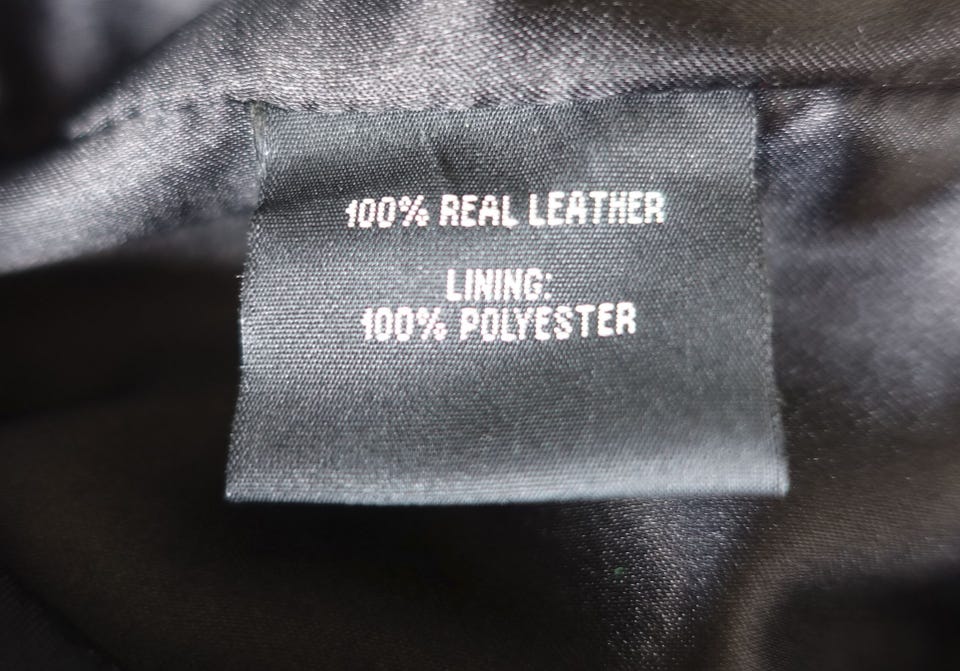 100% REAL LEATHER
LINING:
100% POLYESTER